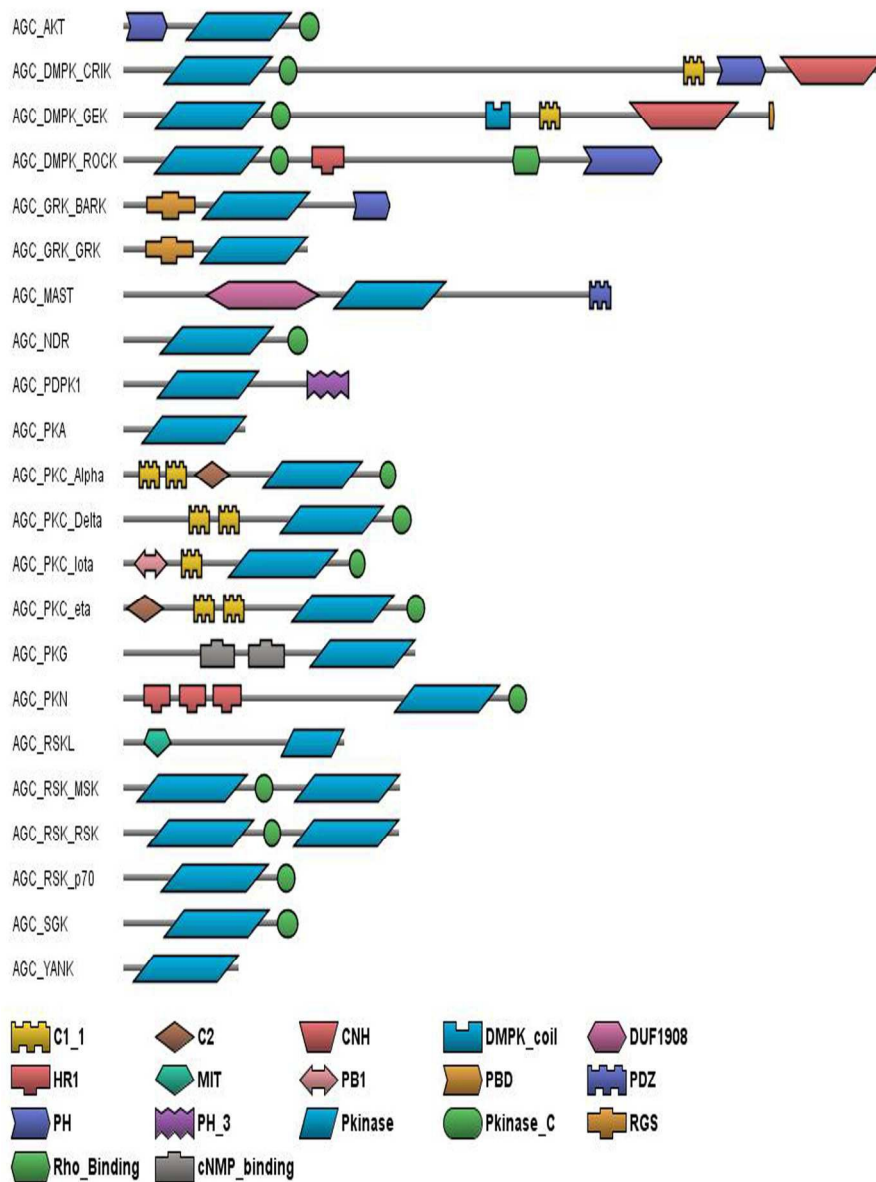 AGC_AKT
AGC_DMPK_CRIK
AGC_DMPK_GEK
AGC_DMPK_ROCK
AGC_GRK_BARK
AGC_GRK_GRK
AGC_MAST
AGC_NDR
AGC_PDPK1
AGC_PKA
AGC_PKC_Alpha
AGC_PKC_Delta
AGC_PKC_Iota
AGC_PKC_eta
AGC_PKG
AGC_PKN
AGC_RSKL
AGC_RSK_MSK
AGC_RSK_RSK
AGC_RSK_p70
AGC_SGK
AGC_YANK
C1_1 C2 CNH DMPK_coil DUF1908
HR1 MIT PB1 PBD PDZ
PH PH_3 Pkinase Pkinase_C RGS
Rho_Binding cNMP_binding